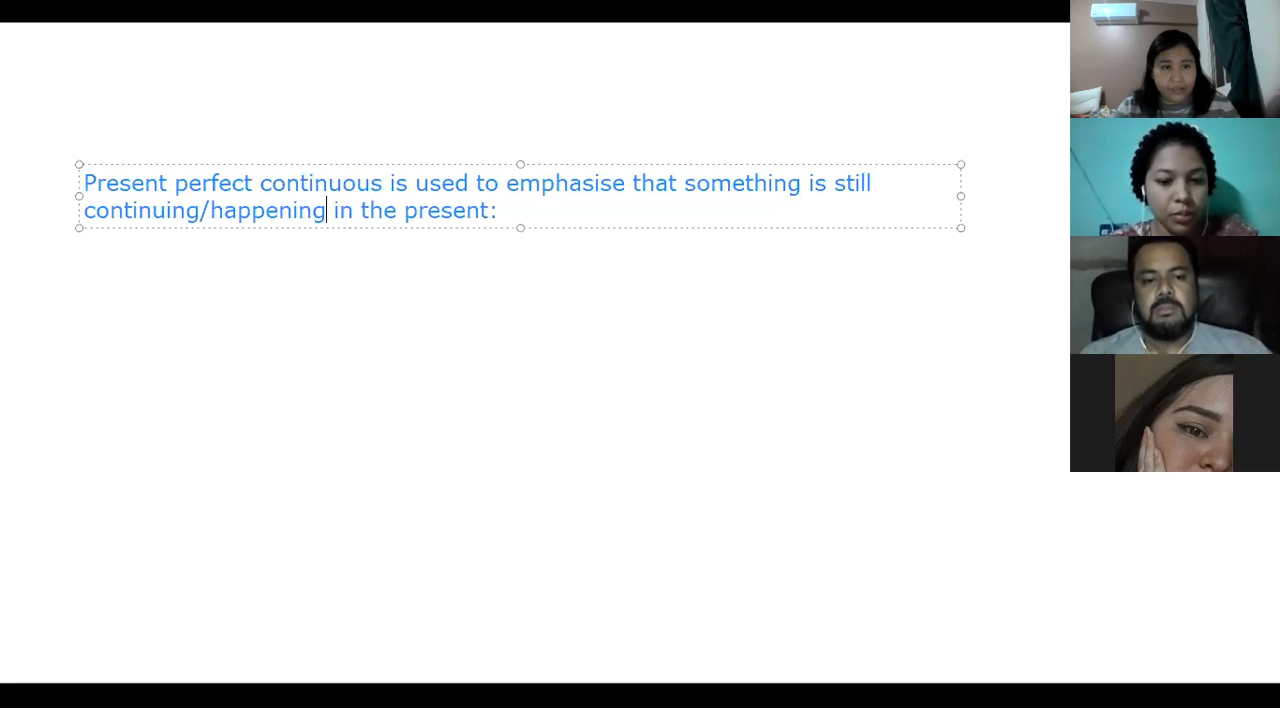 Present perfect continuous is used to emphasise that something is still
continuing/happening in the present: